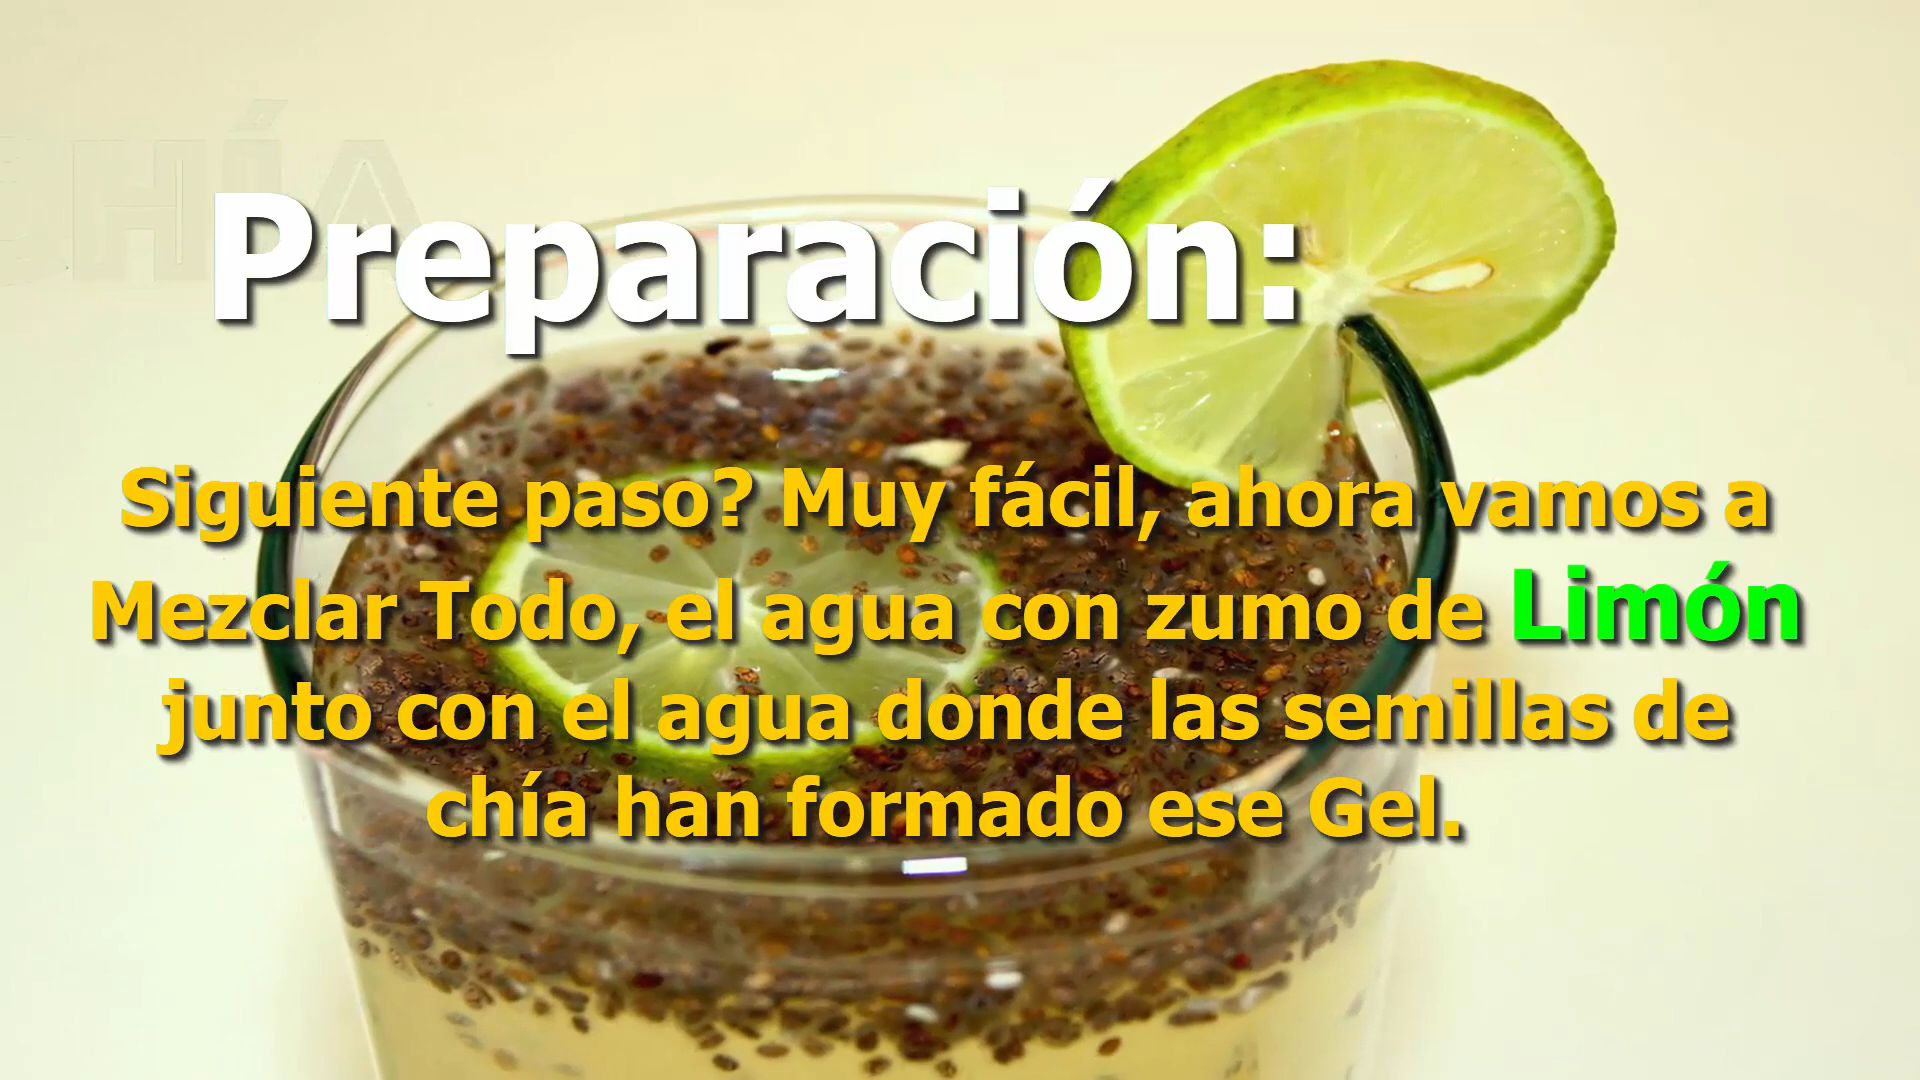 Preparación:
Siguiente paso? Muy fácil, ahora vamos a
Mezclar Todo, el agua con zumo de Limón
junto con el agua donde las semillas de
chía han formado ese Gel.